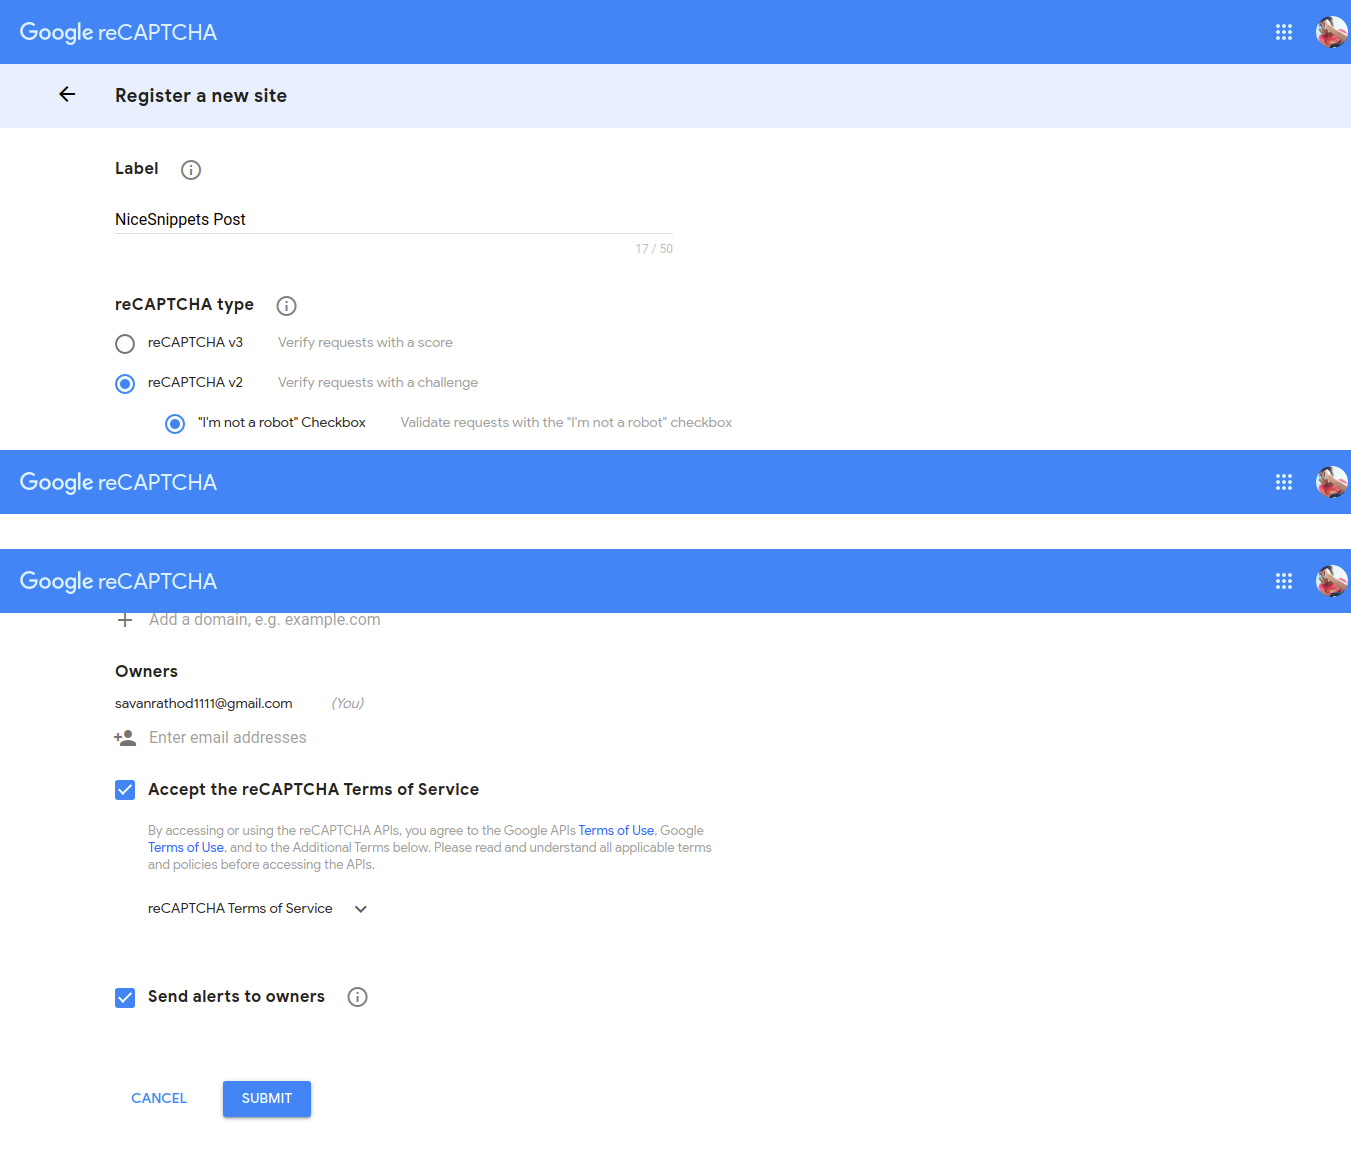 Google reCAPTCHA
Register a new site
Label
NiceSnippets Post
17 / 50
reCAPTCHA type
reCAPTCHA v3 Verify requests with a score
reCAPTCHA v2 Verify requests with a challenge
"I'm not a robot" Checkbox Validate requests with the "I'm not a robot" checkbox
Google reCAPTCHA
Google reCAPTCHA
Add a domain, e.g. example.com
Owners
savanrathod1111@gmail.com (You)
Enter email addresses
Accept the reCAPTCHA Terms of Service
By accessing or using the reCAPTCHA APIs, you agree to the Google APIs Terms of Use, Google
Terms of Use, and to the Additional Terms below. Please read and understand all applicable terms
and policies before accessing the APIs.
reCAPTCHA Terms of Service
Send alerts to owners
CANCEL SUBMIT